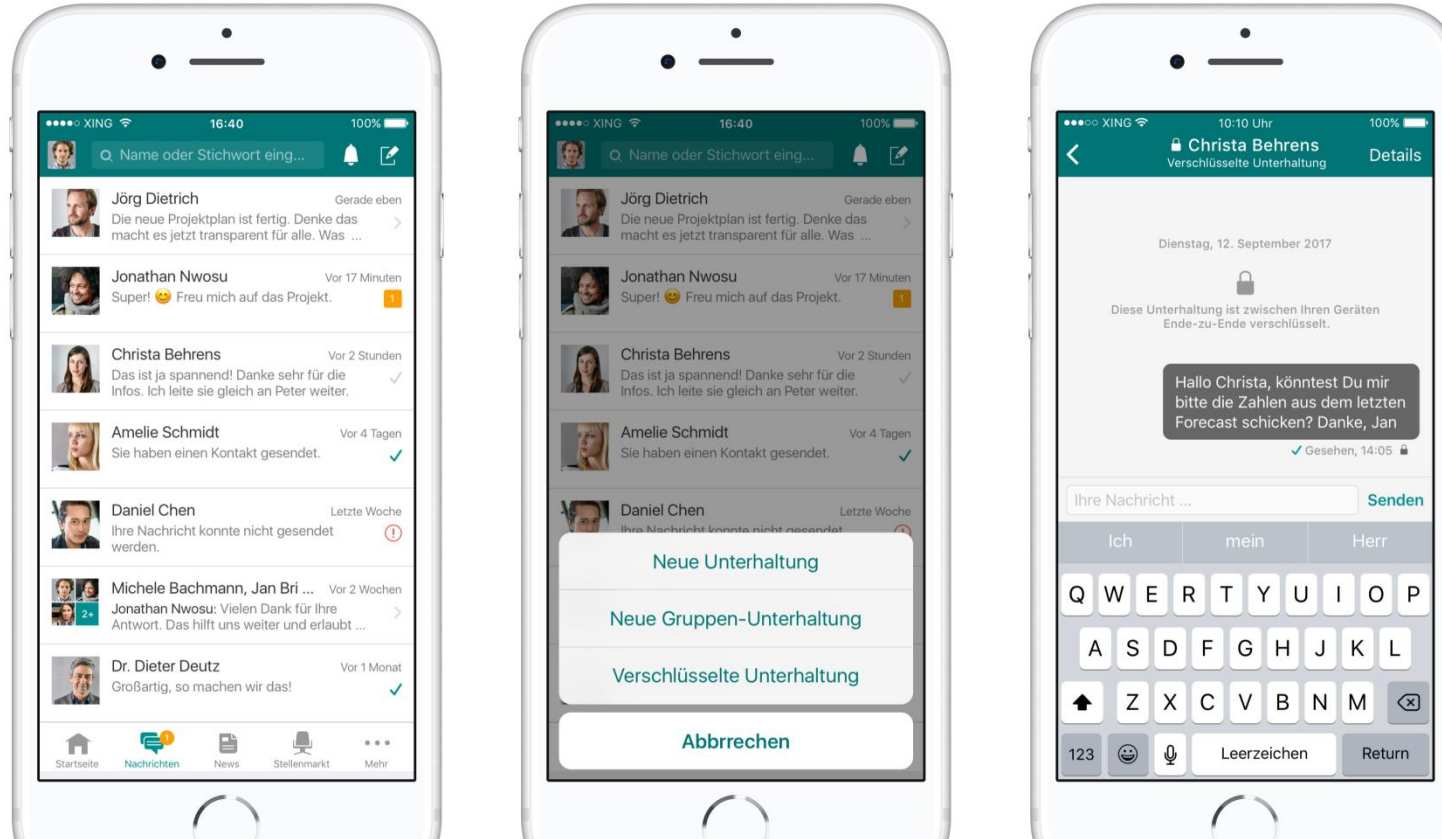 XING 16:40 100%
Name oder Stichwort eing...
Jörg Dietrich Gerade eben
Die neue Projektplan ist fertig. Denke das
macht es jetzt transparent für alle. Was ...
Jonathan Nwosu Vor 17 Minuten
Super! 😊 Freu mich auf das Projekt. 1
Christa Behrens Vor 2 Stunden
Das ist ja spannend! Danke sehr für die
Infos. Ich leite sie gleich an Peter weiter.
Amelie Schmidt Vor 4 Tagen
Sie haben einen Kontakt gesendet.
Daniel Chen Letzte Woche
Ihre Nachricht konnte nicht gesendet
werden.
Michele Bachmann, Jan Bri ... Vor 2 Wochen
2+ Jonathan Nwosu: Vielen Dank für Ihre
Antwort. Das hilft uns weiter und erlaubt ...
Dr. Dieter Deutz Vor 1 Monat
Großartig, so machen wir das!
1
Startseite Nachrichten News Stellenmarkt Mehr
XING 16:40 100%
Name oder Stichwort eing...
Jörg Dietrich Gerade eben
Die neue Projektplan ist fertig. Denke das
macht es jetzt transparent für alle. Was ...
Jonathan Nwosu Vor 17 Minuten
Super! 😊 Freu mich auf das Projekt. 1
Christa Behrens Vor 2 Stunden
Das ist ja spannend! Danke sehr für die
Infos. Ich leite sie gleich an Peter weiter.
Amelie Schmidt Vor 4 Tagen
Sie haben einen Kontakt gesendet.
Daniel Chen Letzte Woche
Ihre Nachricht konnte nicht gesendet
Neue Unterhaltung
Neue Gruppen-Unterhaltung
Verschlüsselte Unterhaltung
Abbrrechen
XING 10:10 Uhr 100%
Christa Behrens
Verschlüsselte Unterhaltung
Details
Dienstag, 12. September 2017
Diese Unterhaltung ist zwischen Ihren Geräten
Ende-zu-Ende verschlüsselt.
Hallo Christa, könntest Du mir
bitte die Zahlen aus dem letzten
Forecast schicken? Danke, Jan
Gesehen, 14:05
Ihre Nachricht ... Senden
Ich mein Herr
Q W E R T Y U I O P
A S D F G H J K L
Z X C V B N M
123 Leerzeichen Return